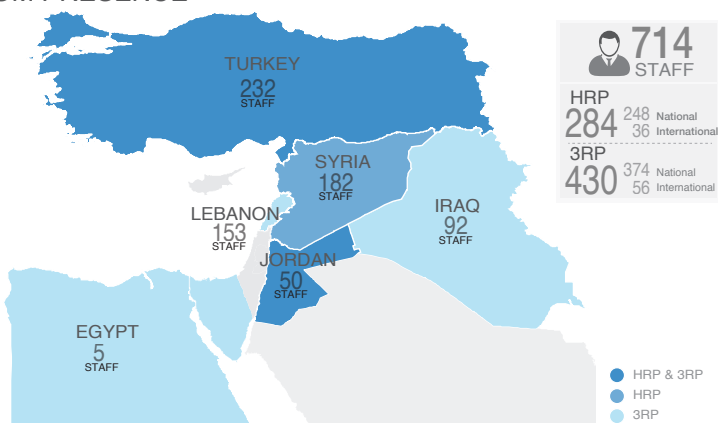 TURKEY
232
STAFF
SYRIA
182
STAFF
LEBANON
153
STAFF
IRAQ
92
STAFF
JORDAN
50
STAFF
EGYPT
5
STAFF
714
STAFF
HRP
284
248 National
36 International
3RP
430
374 National
56 International
HRP & 3RP
HRP
3RP